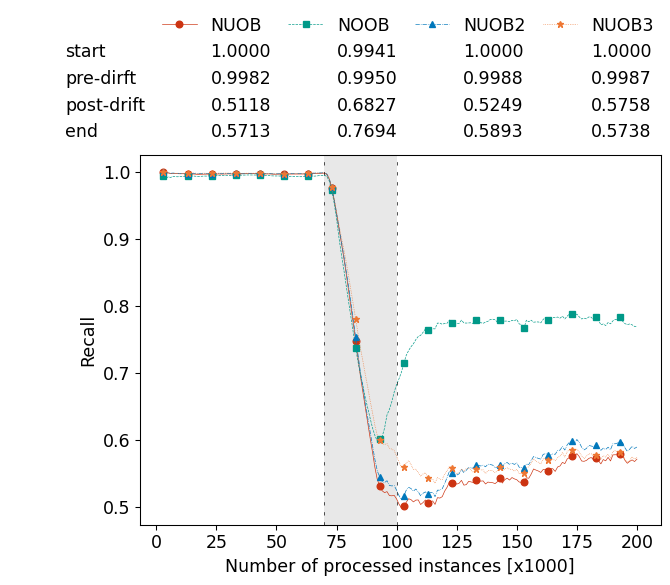 NUOB NOOB NUOB2 NUOB3
start 1.0000 0.9941 1.0000 1.0000
pre-dirft 0.9982 0.9950 0.9988 0.9987
post-drift 0.5118 0.6827 0.5249 0.5758
end 0.5713 0.7694 0.5893 0.5738
1.0
0.9
0.8
0.7
0.6
0.5
Recall
0 25 50 75 100 125 150 175 200
Number of processed instances [x1000]